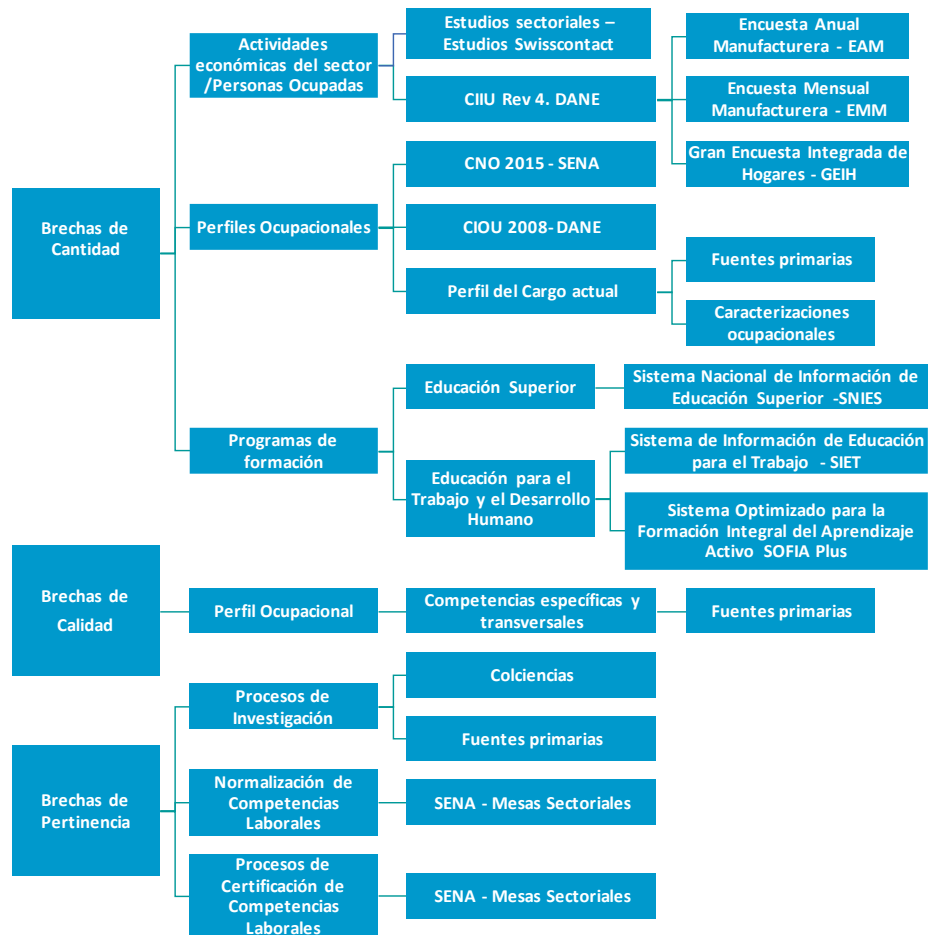 Brechas de
Cantidad
Actividades
económicas del sector
/Personas Ocupadas
Estudios sectoriales –
Estudios Swisscontact
CIIU Rev 4. DANE
Encuesta Anual
Manufacturera - EAM
Encuesta Mensual
Manufacturera - EMM
Gran Encuesta Integrada de
Hogares - GEIH
Perfiles Ocupacionales
CNO 2015 - SENA
CIOU 2008- DANE
Perfil del Cargo actual
Fuentes primarias
Caracterizaciones
ocupacionales
Programas de
formación
Educación Superior
Sistema Nacional de Información de
Educación Superior -SNIES
Educación para el
Trabajo y el Desarrollo
Humano
Sistema de Información de Educación
para el Trabajo - SIET
Sistema Optimizado para la
Formación Integral del Aprendizaje
Activo SOFIA Plus
Brechas de
Calidad
Perfil Ocupacional
Competencias específicas y
transversales
Fuentes primarias
Brechas de
Pertinencia
Procesos de
Investigación
Colciencias
Fuentes primarias
Normalización de
Competencias
Laborales
SENA - Mesas Sectoriales
Procesos de
Certificación de
Competencias
Laborales
SENA - Mesas Sectoriales